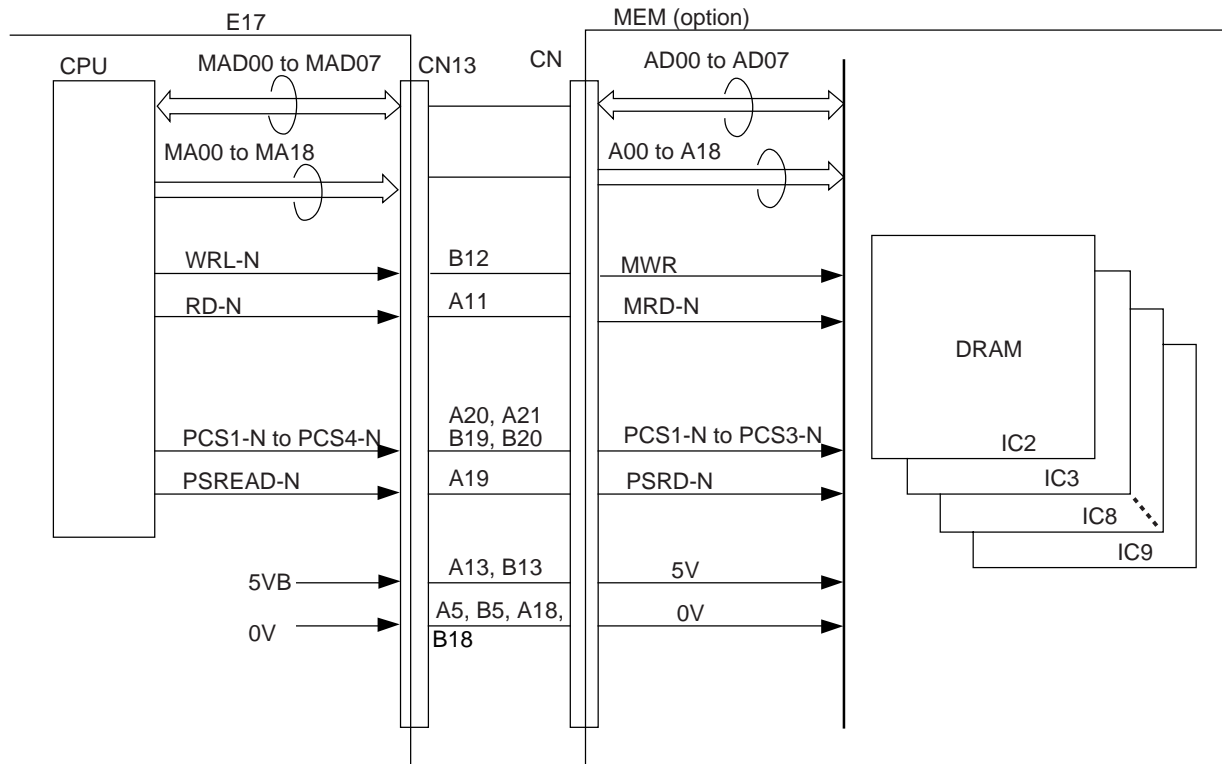 E17
MEM (option)
CPU
MAD00 to MAD07
CN13
CN
AD00 to AD07
MA00 to MA18
A00 to A18
WRL-N
B12
MWR
RD-N
A11
MRD-N
DRAM
PCS1-N to PCS4-N
A20, A21
B19, B20
PCS1-N to PCS3-N
IC2
PSREAD-N
A19
PSRD-N
IC3
IC8
IC9
5VB
A13, B13
5V
0V
A5, B5, A18,
B18
0V